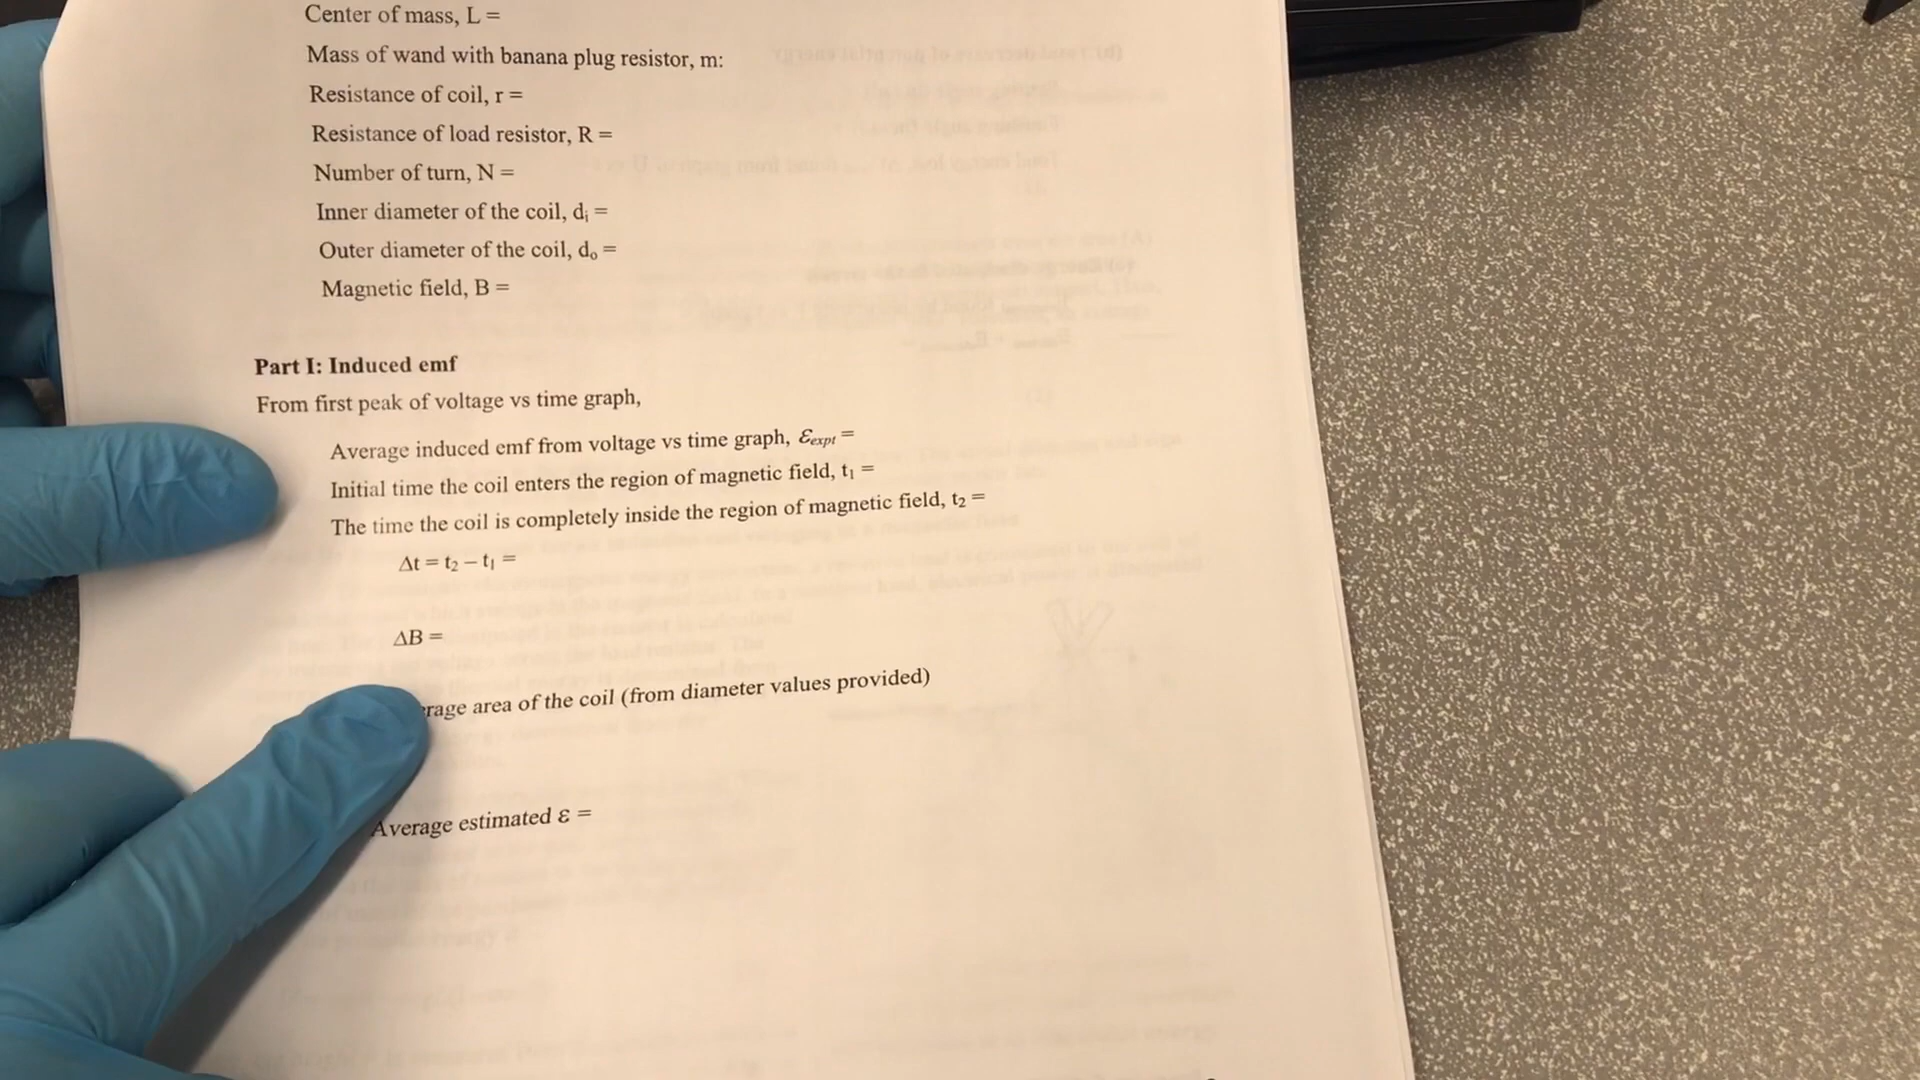 Center of mass, L =
Mass of wand with banana plug resistor, m:
Resistance of coil, r =
Resistance of load resistor, R =
Number of turn, N =
Inner diameter of the coil, dᵢ =
Outer diameter of the coil, dₒ =
Magnetic field, B =
Part I: Induced emf
From first peak of voltage vs time graph,
Average induced emf from voltage vs time graph, Ɛexpt =
Initial time the coil enters the region of magnetic field, t₁ =
The time the coil is completely inside the region of magnetic field, t₂ =
Δt = t₂ – t₁ =
ΔB =
area of the coil (from diameter values provided)
Average estimated ε =